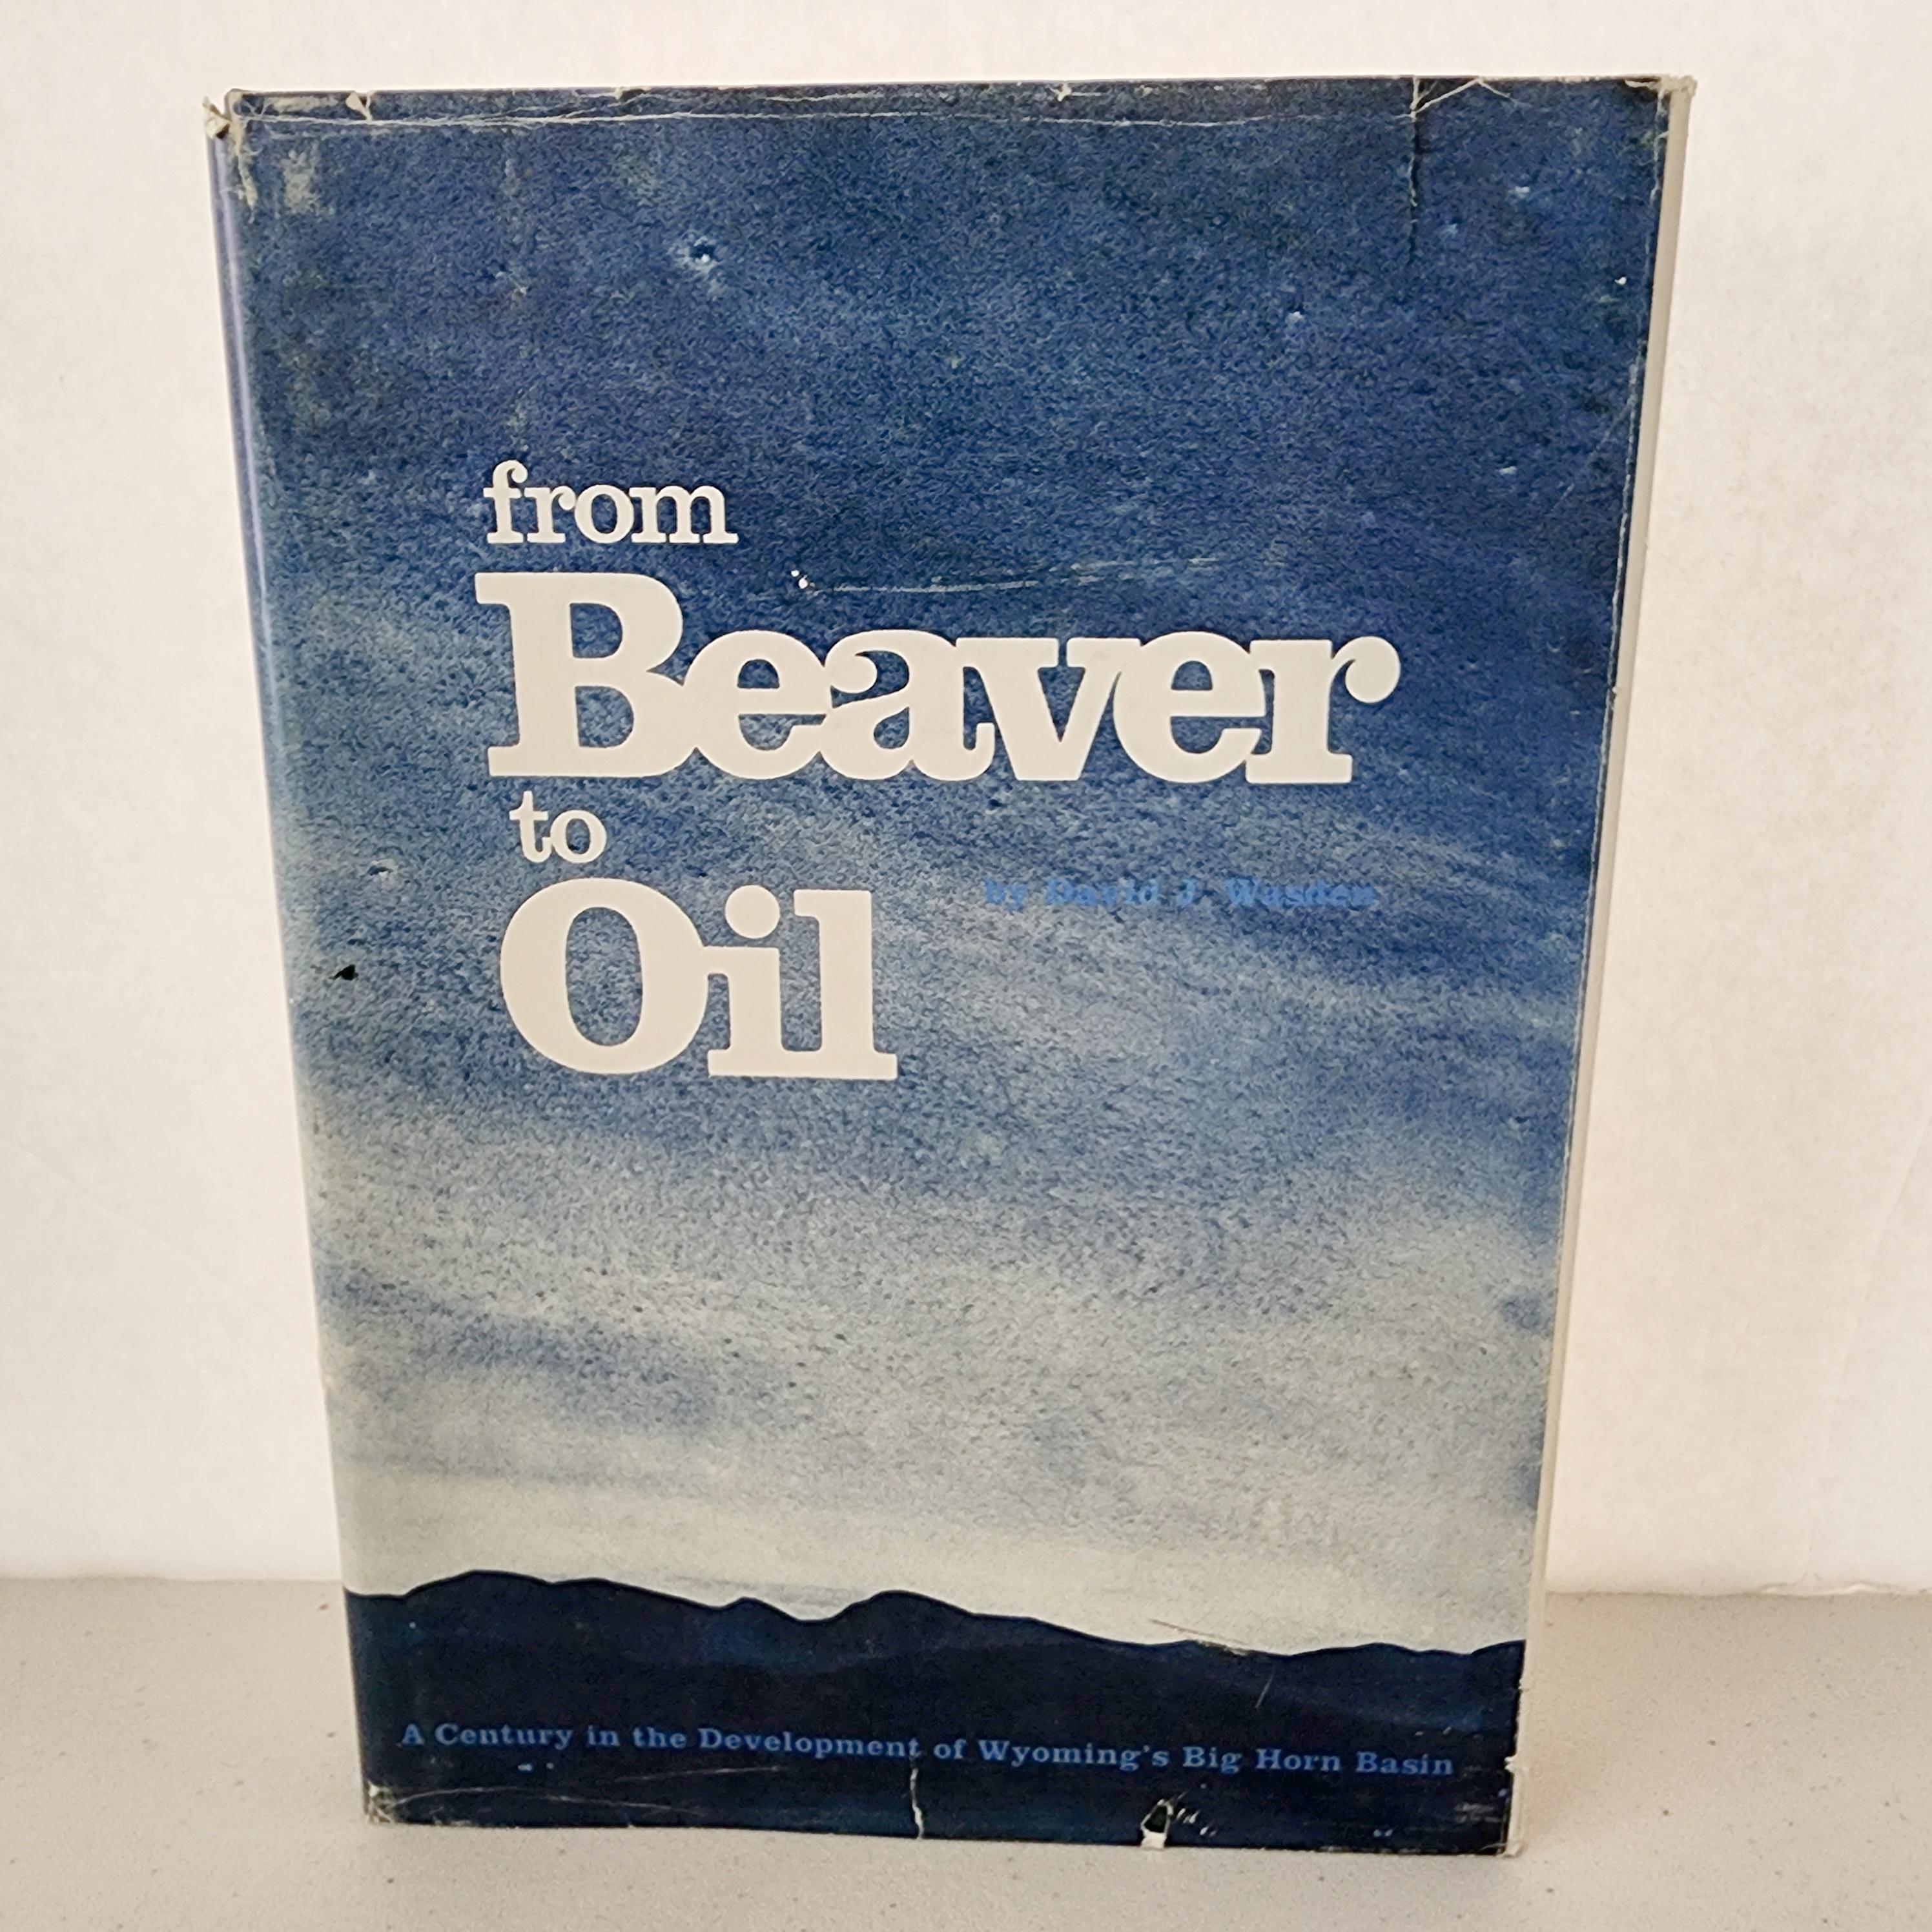 from
Beaver
to
Oil
by David J. Wasden
A Century in the Development of Wyoming's Big Horn Basin